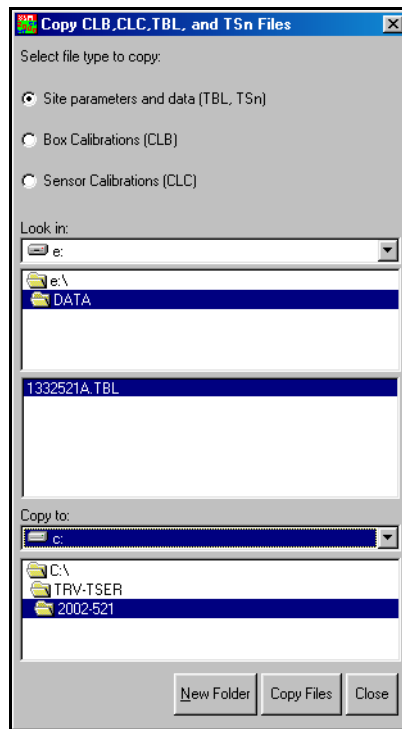 Copy CLB,CLC,TBL, and TSn Files
Select file type to copy:
Site parameters and data (TBL, TSn)
Box Calibrations (CLB)
Sensor Calibrations (CLC)
Look in:
e:
e:\
DATA
1332521A.TBL
Copy to:
c:
C:\
TRV-TSER
2002-521
New Folder Copy Files Close